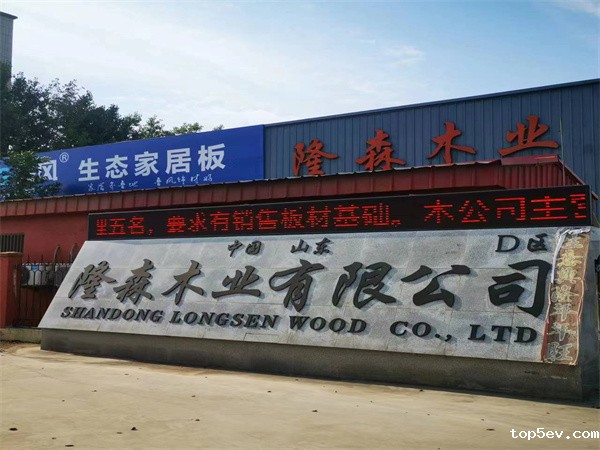 风® 生态家居板
隆森木业
理五名，要求有销售板材基础。本公司主
中国 山东 D区
隆森木业有限公司
SHANDONG LONGSEN WOOD CO., LTD
top5ev.com